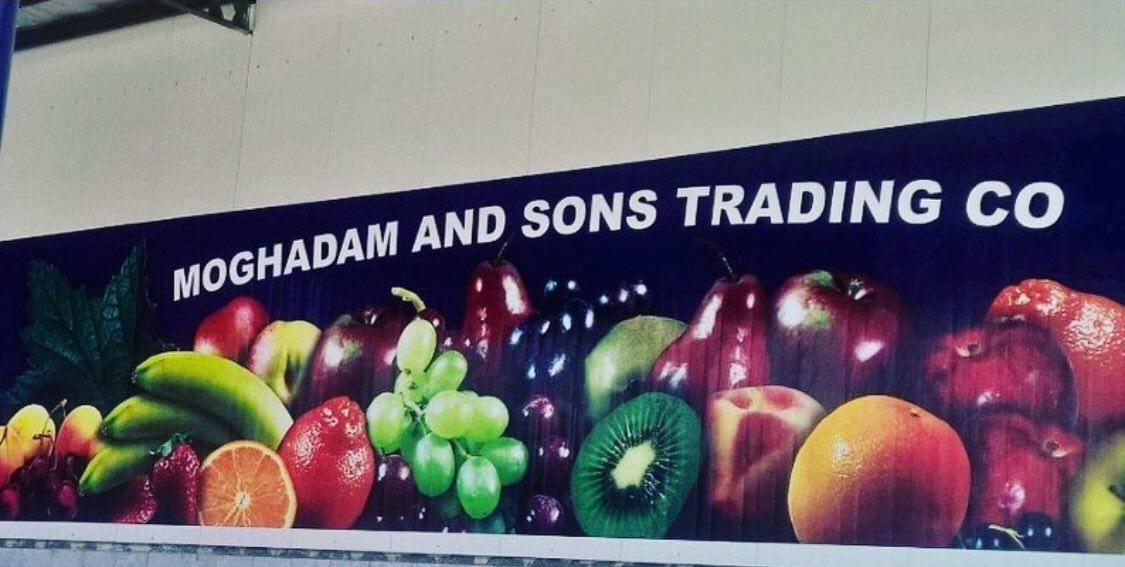 MOGHADAM AND SONS TRADING CO